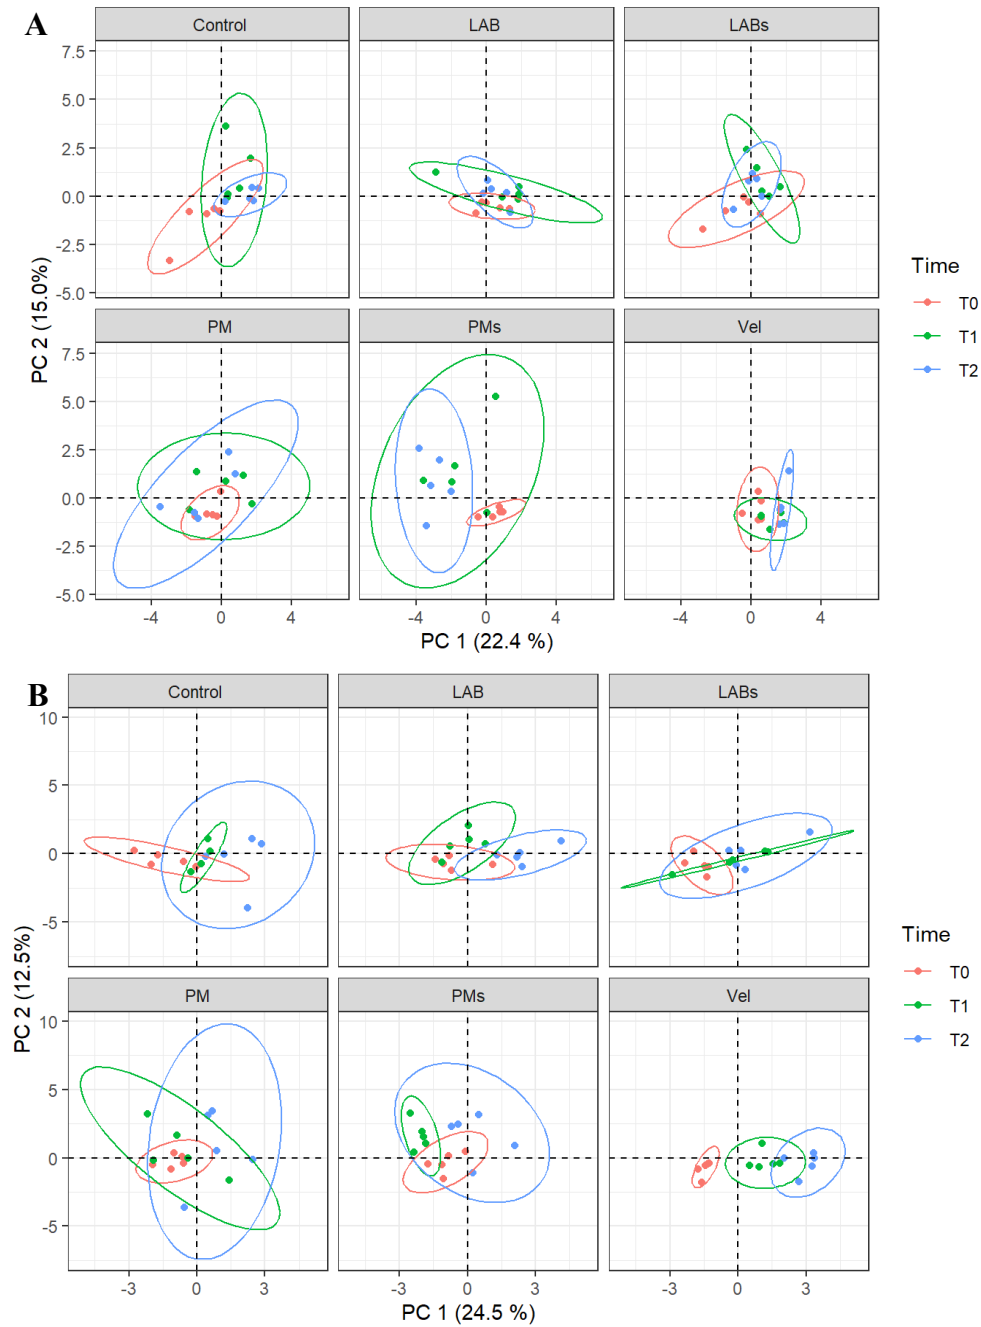 A
Control LAB LABs
7.5
5.0
2.5
0.0
-2.5
-5.0
PM PMs Vel
7.5
5.0
2.5
0.0
-2.5
-5.0
-4 0 4 -4 0 4 -4 0 4
PC 1 (22.4 %)
PC 2 (15.0%)
Time
T0
T1
T2
B
Control LAB LABs
10
5
0
-5
PM PMs Vel
10
5
0
-5
-3 0 3 -3 0 3 -3 0 3
PC 1 (24.5 %)
PC 2 (12.5%)
Time
T0
T1
T2